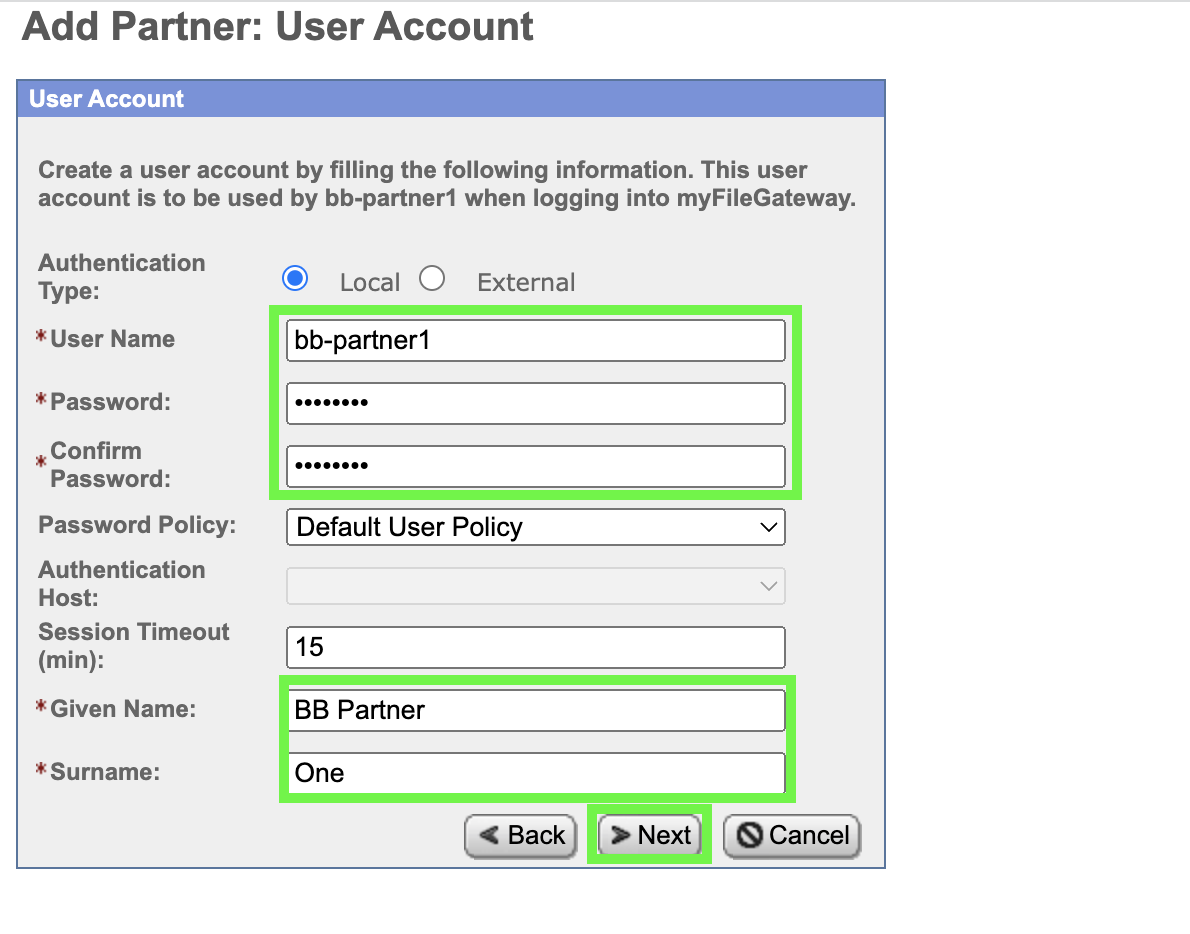 Add Partner: User Account
User Account
Create a user account by filling the following information. This user
account is to be used by bb-partner1 when logging into myFileGateway.
Authentication
Type:
Local
External
*User Name
bb-partner1
*Password:
••••••••
*Confirm
Password:
••••••••
Password Policy:
Default User Policy
Authentication
Host:
Session Timeout
(min):
15
*Given Name:
BB Partner
*Surname:
One
Back
Next
Cancel